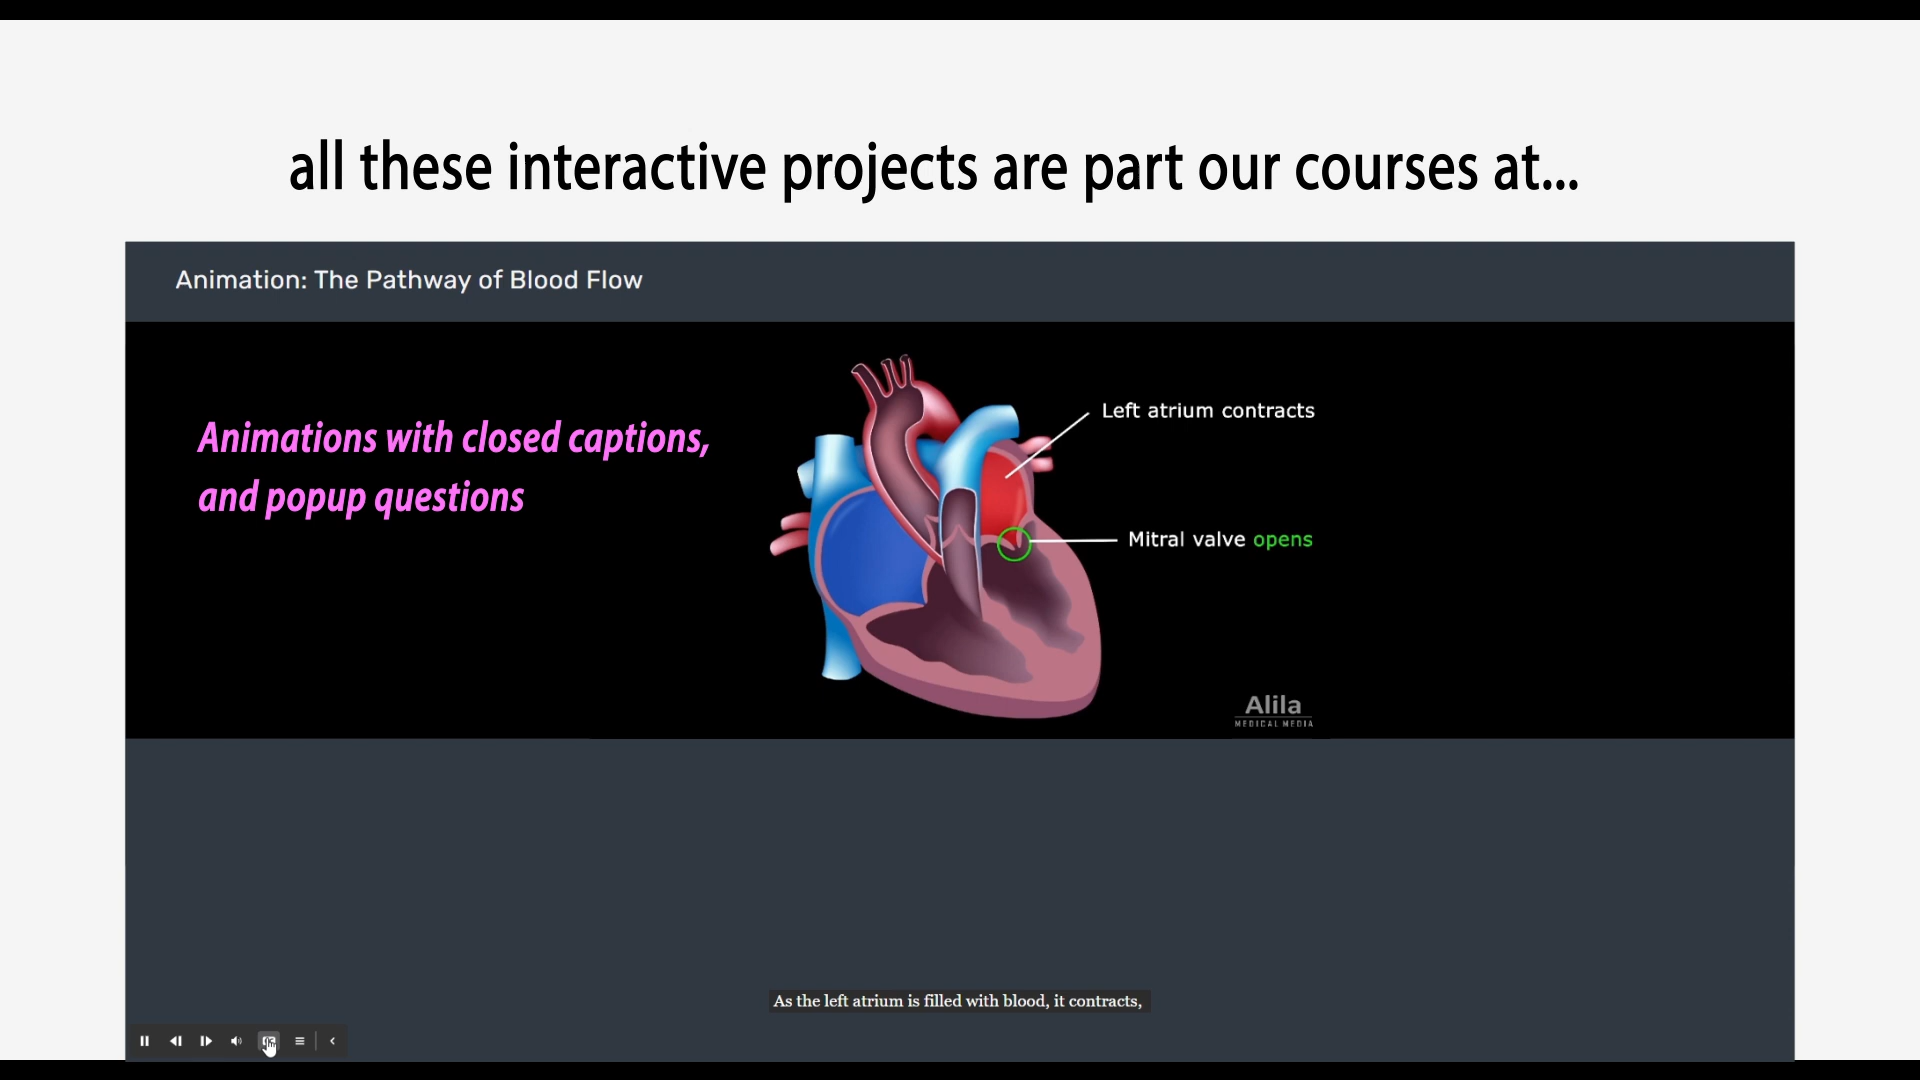 all these interactive projects are part our courses at...
Animation: The Pathway of Blood Flow
Animations with closed captions,
and popup questions
Left atrium contracts
Mitral valve opens
Alila
MEDICAL MEDIA
As the left atrium is filled with blood, it contracts,